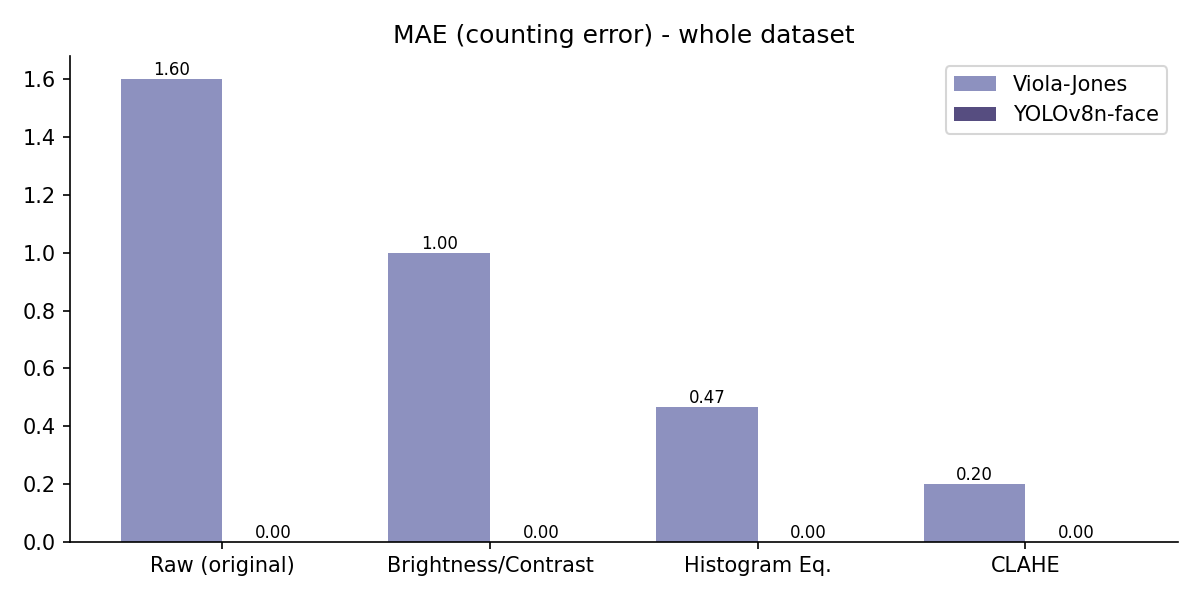 MAE (counting error) - whole dataset
Viola-Jones
YOLOv8n-face
1.6
1.4
1.2
1.0
0.8
0.6
0.4
0.2
0.0
1.60
0.00
1.00
0.00
0.47
0.00
0.20
0.00
Raw (original)
Brightness/Contrast
Histogram Eq.
CLAHE